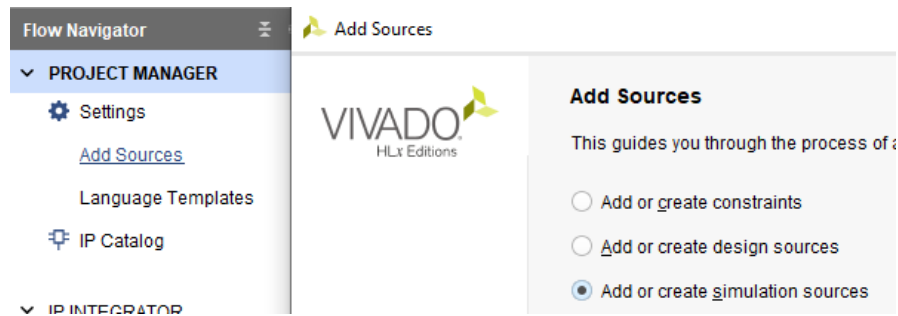 Flow Navigator
PROJECT MANAGER
Settings
Add Sources
Language Templates
IP Catalog
IP INTEGRATOR
Add Sources
VIVADO
HLx Editions
Add Sources
This guides you through the process of
Add or create constraints
Add or create design sources
Add or create simulation sources